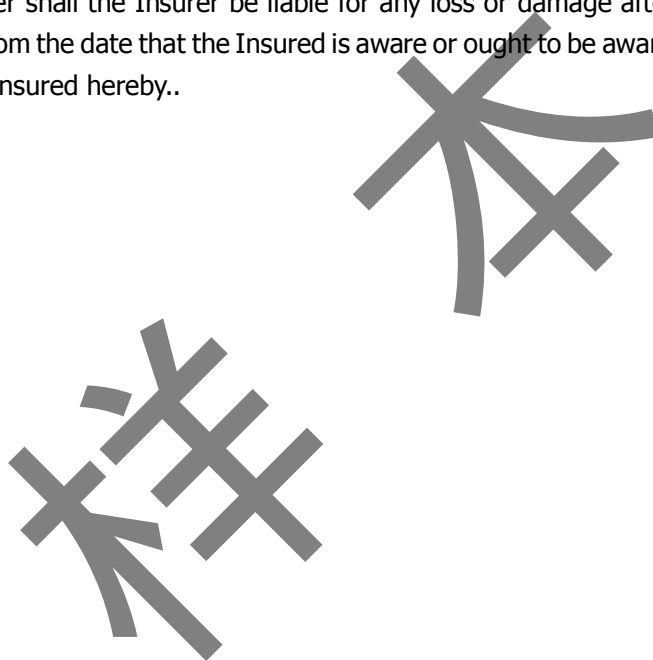 er shall the Insurer be liable for any loss or damage afte
om the date that the Insured is aware or ought to be awar
nsured hereby..
样本